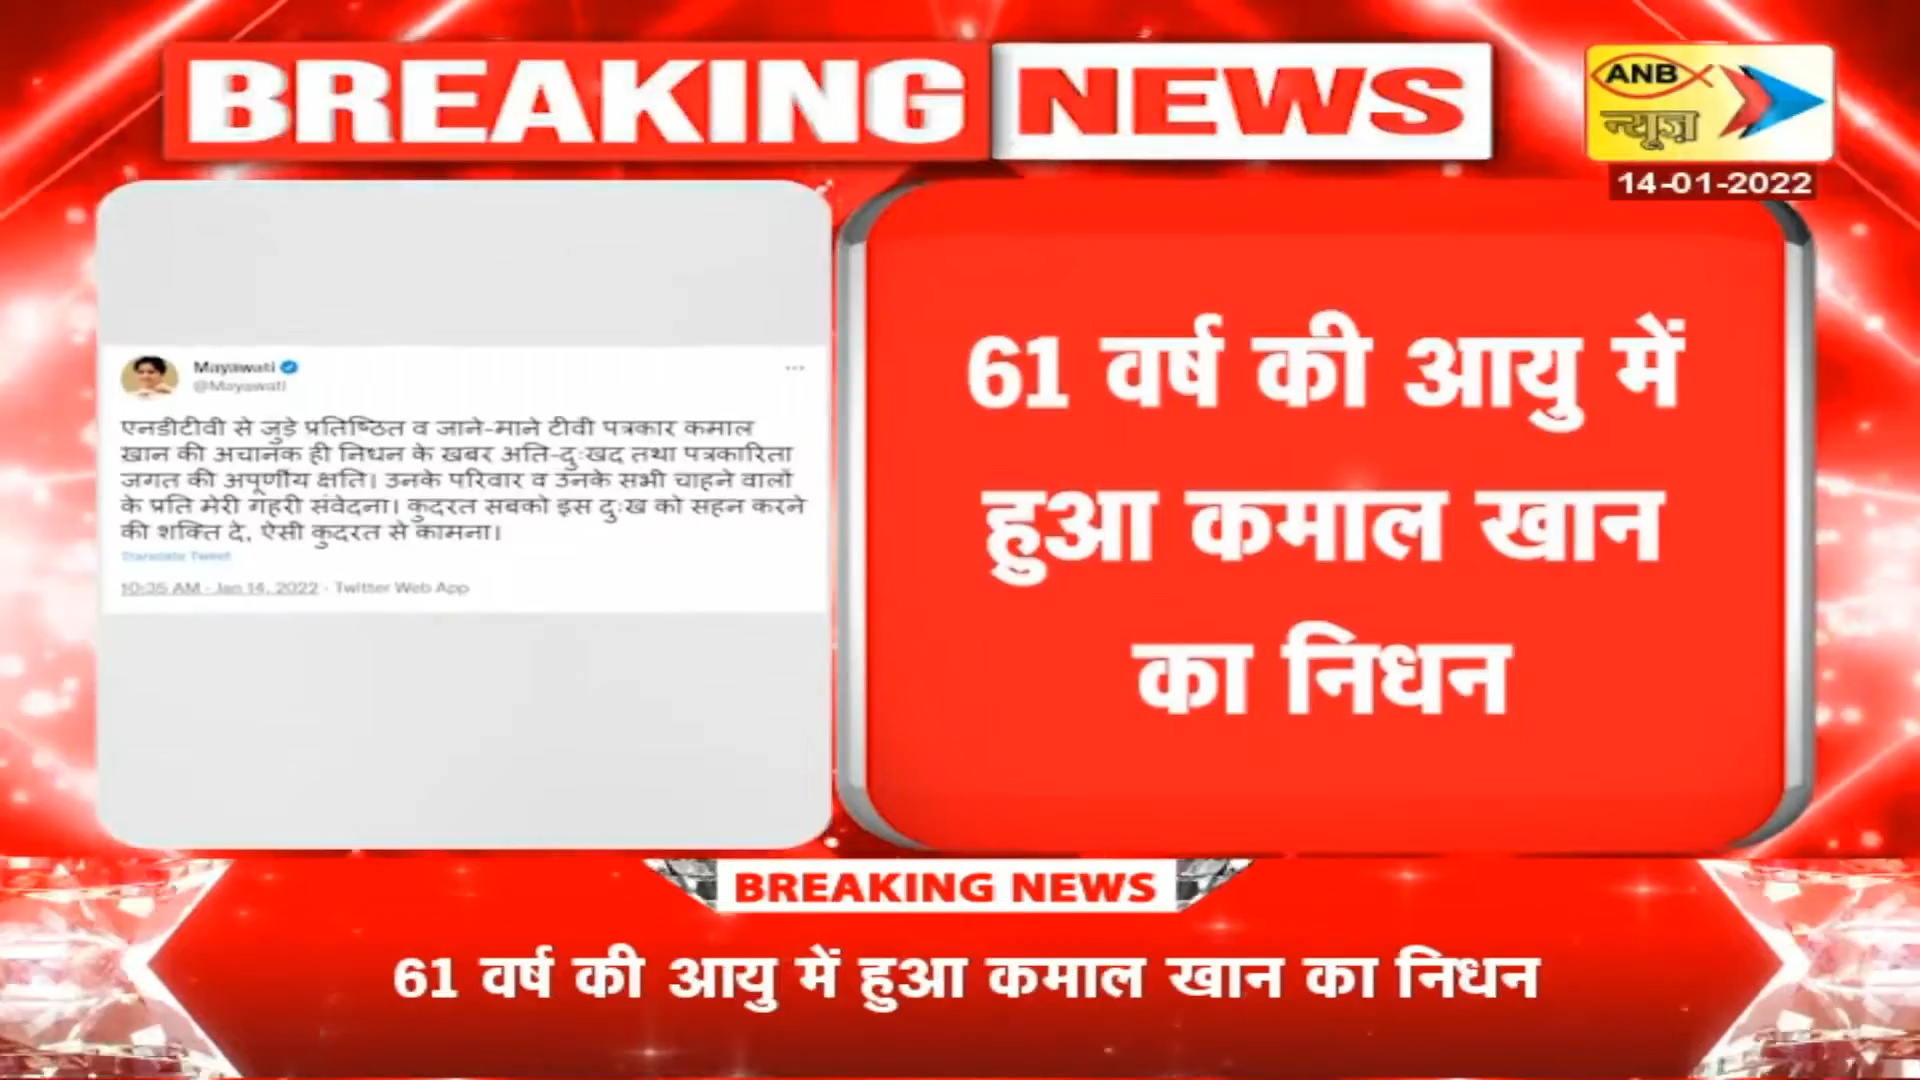 BREAKING NEWS
ANB
न्यूज़
14-01-2022
Mayawati
@Mayawati
एनडीटीवी से जुड़े प्रतिष्ठित व जाने-माने टीवी पत्रकार कमाल
खान की अचानक ही निधन के खबर अति-दुःखद तथा पत्रकारिता
जगत की अपूर्णीय क्षति। उनके परिवार व उनके सभी चाहने वालों
के प्रति मेरी गहरी संवेदना। कुदरत सबको इस दुःख को सहन करने
की शक्ति दे, ऐसी कुदरत से कामना।
Translate Tweet
10:35 AM - Jan 14, 2022 - Twitter Web App
61 वर्ष की आयु में
हुआ कमाल खान
का निधन
BREAKING NEWS
61 वर्ष की आयु में हुआ कमाल खान का निधन